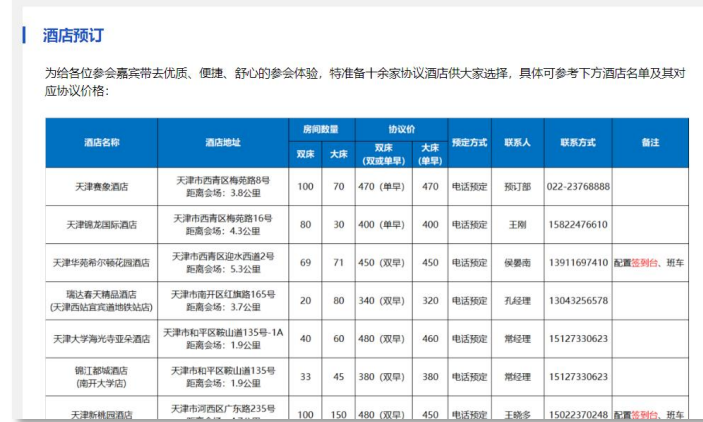 酒店预订
为给各位参会嘉宾带去优质、便捷、舒心的参会体验，特准备十余家协议酒店供大家选择，具体可参考下方酒店名单及其对
应协议价格：
酒店名称 酒店地址 房间数量 协议价 预定方式 联系人 联系方式 备注
双床 大床 双床（双或单早） 大床（单早）
天津赛象酒店 天津市西青区梅苑路8号 距离会场：3.8公里 100 70 470（单早） 470 电话预定 预订部 022-23768888
天津锦龙国际酒店 天津市西青区梅苑路16号 距离会场：4.3公里 80 30 400（单早） 400 电话预定 王刚 15822476610
天津华苑希尔顿花园酒店 天津市西青区迎水西道2号 距离会场：5.3公里 69 71 450（双早） 450 电话预定 侯晏南 13911697410 配置签到台、班车
瑞达春天精品酒店（天津西站宜宾道地铁站店） 天津市南开区红旗路165号 距离会场：3.7公里 20 80 340（双早） 320 电话预定 孔经理 13043256578
天津大学海光寺亚朵酒店 天津市和平区鞍山道135号-1A 距离会场：1.9公里 40 60 480（双早） 460 电话预定 常经理 15127330623
锦江都城酒店（南开大学店） 天津市和平区鞍山道135号 距离会场：1.9公里 33 45 380（双早） 380 电话预定 常经理 15127330623
天津新桃园酒店 天津市河西区广东路235号 100 150 480（双早） 450 电话预定 王晓多 15022370248 配置签到台、班车